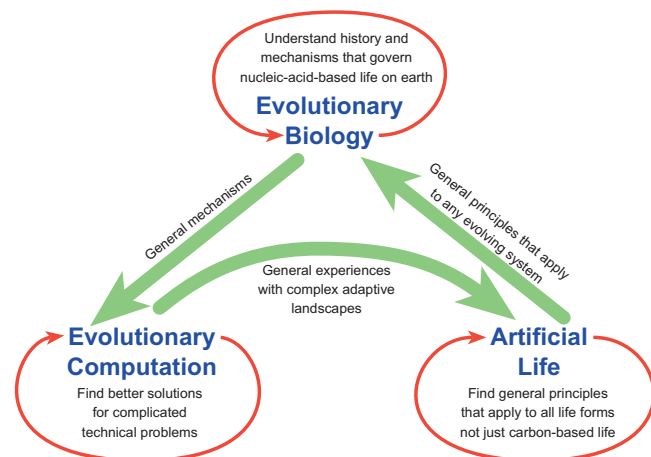 Understand history and
mechanisms that govern
nucleic-acid-based life on earth
Evolutionary
Biology
General mechanisms
General principles that apply
to any evolving system
General experiences
with complex adaptive
landscapes
Evolutionary
Computation
Find better solutions
for complicated
technical problems
Artificial
Life
Find general principles
that apply to all life forms
not just carbon-based life